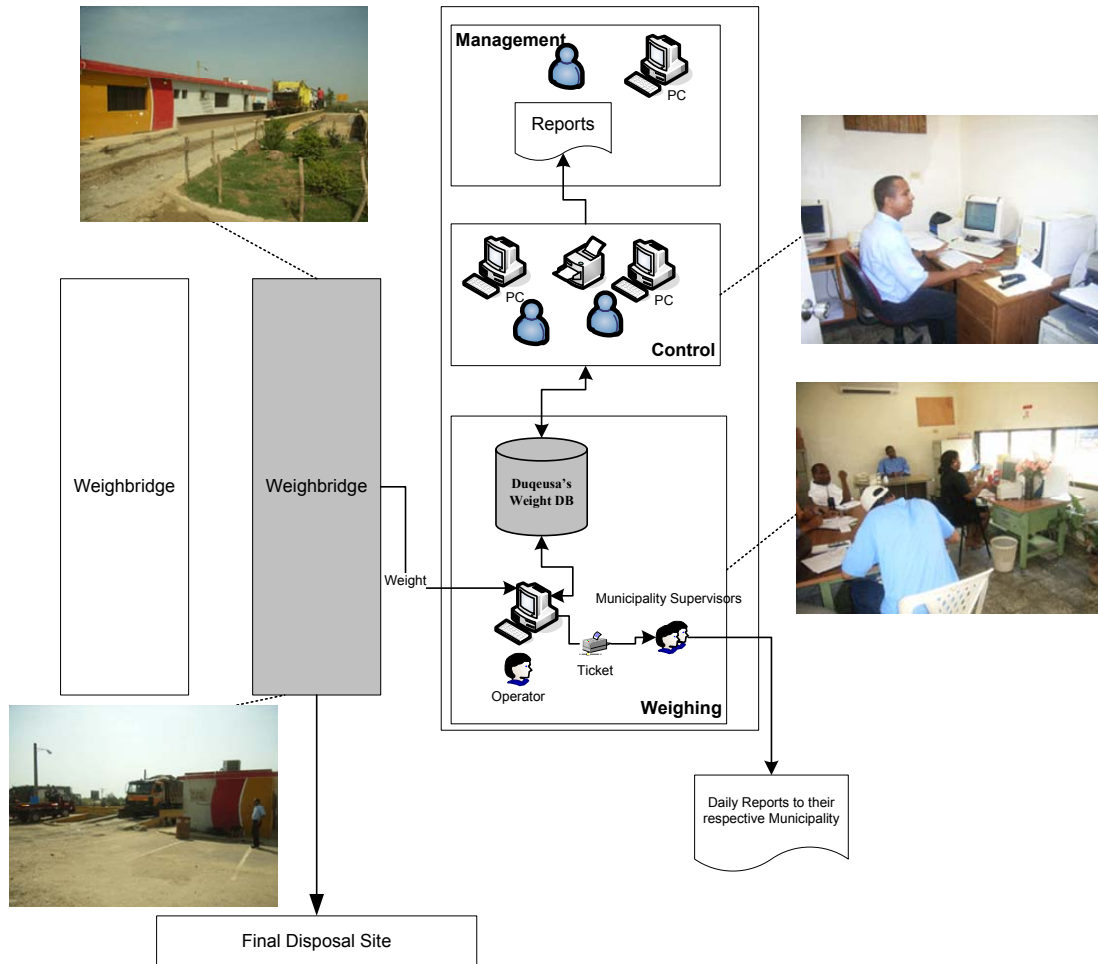 Management
PC
Reports
PC
PC
Control
Weighbridge
Weighbridge
Duqeusa's
Weight DB
Weight
Municipality Supervisors
Ticket
Operator
Weighing
Daily Reports to their
respective Municipality
Final Disposal Site